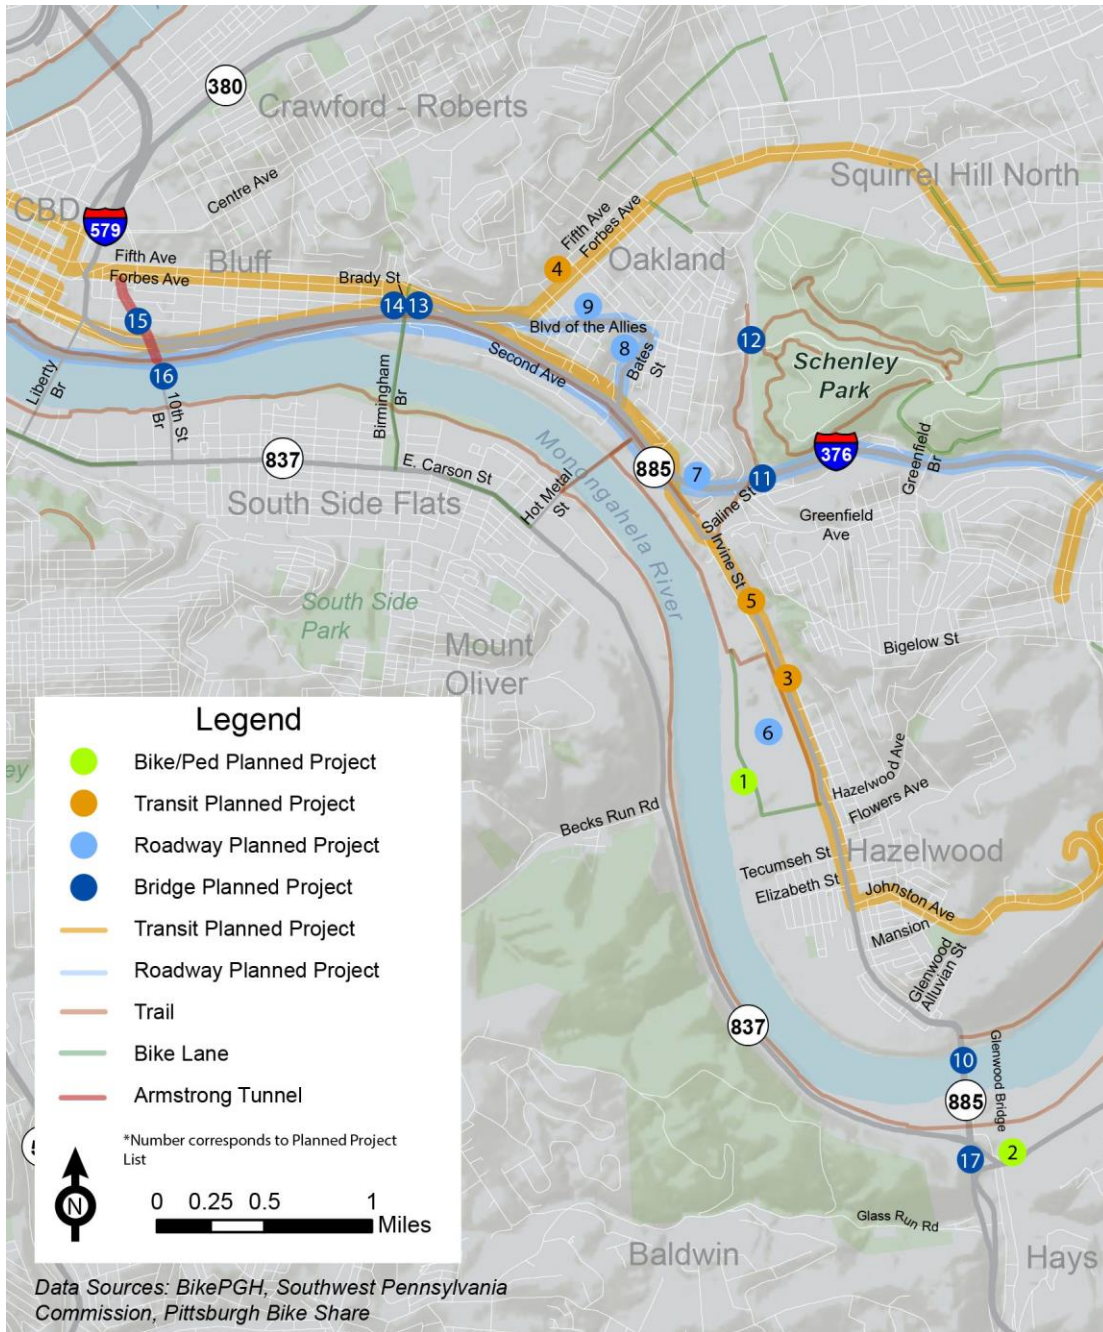 380
Crawford - Roberts
Centre Ave
Squirrel Hill North
CBD
579
Fifth Ave
Forbes Ave
Bluff
Fifth Ave
Forbes Ave
Oakland
4
Brady St
14
13
9
Blvd of the Allies
15
8
Bates
St
12
Schenley
Park
16
Liberty
Br
10th St
Br
Birmingham
Br
Second Ave
837
E. Carson St
Monongahela River
885
7
11
376
Greenfield
Br
South Side Flats
Hot Metal
St
Saline St
Greenfield
Ave
Irvine St
South Side
Park
5
Mount
Oliver
Bigelow St
3
6
1
Hazelwood Ave
Flowers Ave
Becks Run Rd
Tecumseh St
Elizabeth St
Hazelwood
Johnston Ave
Mansion
Glenwood
Alluvian St
837
10
Glenwood Bridge
885
17
2
Glass Run Rd
Baldwin
Hays
ey
5
Legend
Bike/Ped Planned Project
Transit Planned Project
Roadway Planned Project
Bridge Planned Project
Transit Planned Project
Roadway Planned Project
Trail
Bike Lane
Armstrong Tunnel
*Number corresponds to Planned Project
List
N
0 0.25 0.5 1
Miles
Data Sources: BikePGH, Southwest Pennsylvania
Commission, Pittsburgh Bike Share